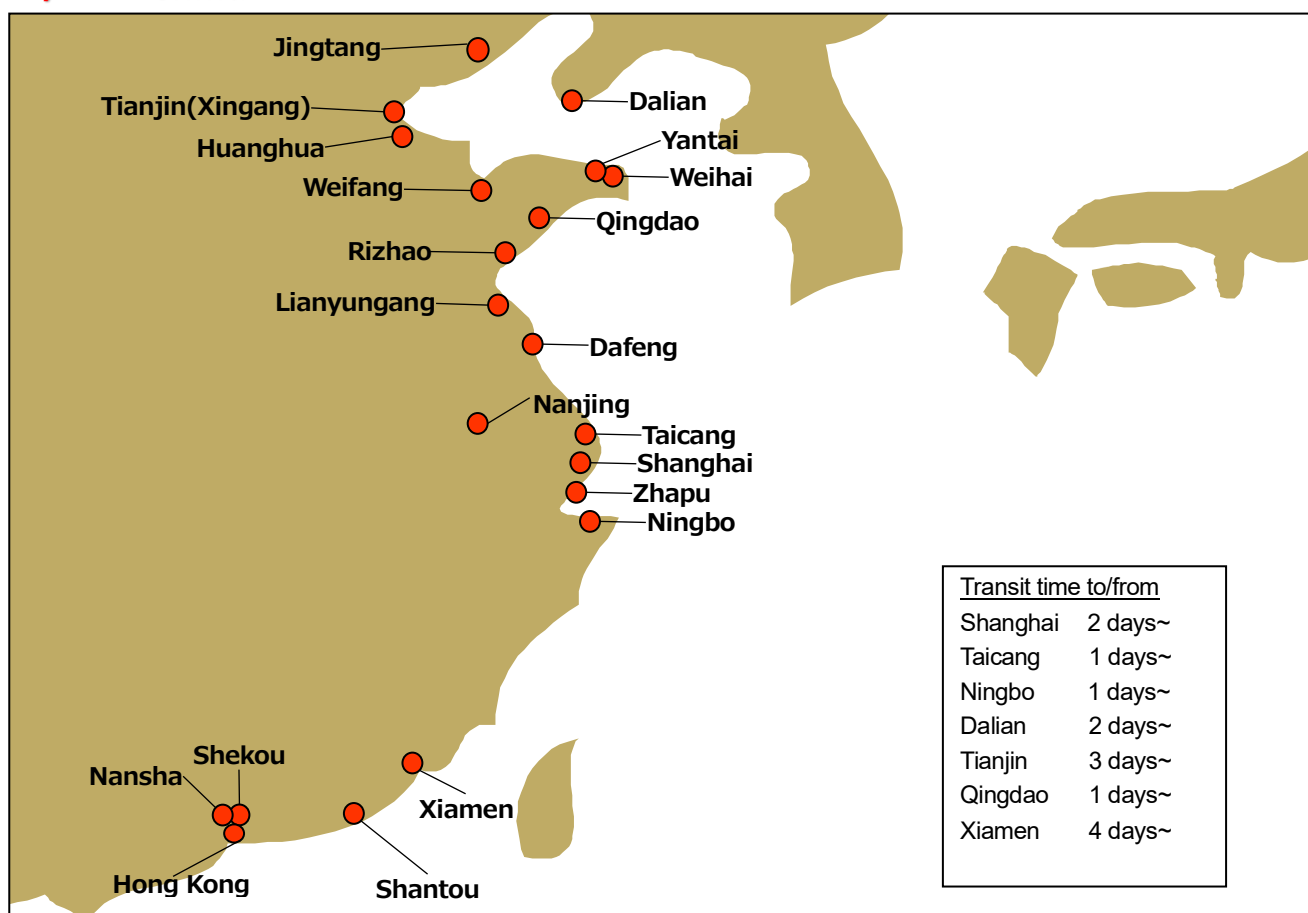 Jingtang
Dalian
Tianjin(Xingang)
Yantai
Huanghua
Weihai
Weifang
Qingdao
Rizhao
Lianyungang
Dafeng
Nanjing
Taicang
Shanghai
Zhapu
Ningbo
Transit time to/from
Shanghai 2 days~
Taicang 1 days~
Ningbo 1 days~
Dalian 2 days~
Tianjin 3 days~
Qingdao 1 days~
Xiamen 4 days~
Shekou
Nansha
Xiamen
Hong Kong
Shantou